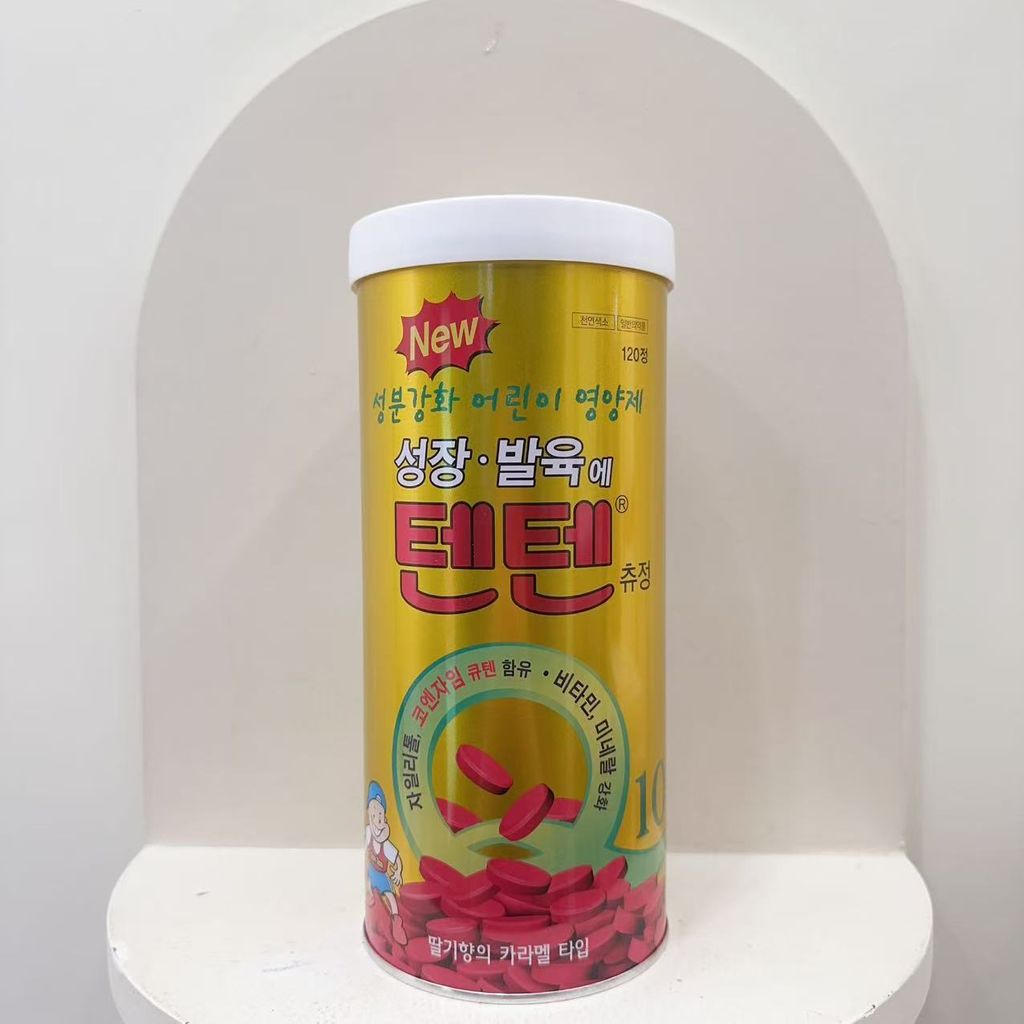 New
천연색소 일반의약품
120정
성분강화 어린이 영양제
성장·발육에
텐텐®
츄정
자일리톨, 코엔자임 큐텐 함유 · 비타민, 미네랄 강화
10
딸기향의 카라멜 타입